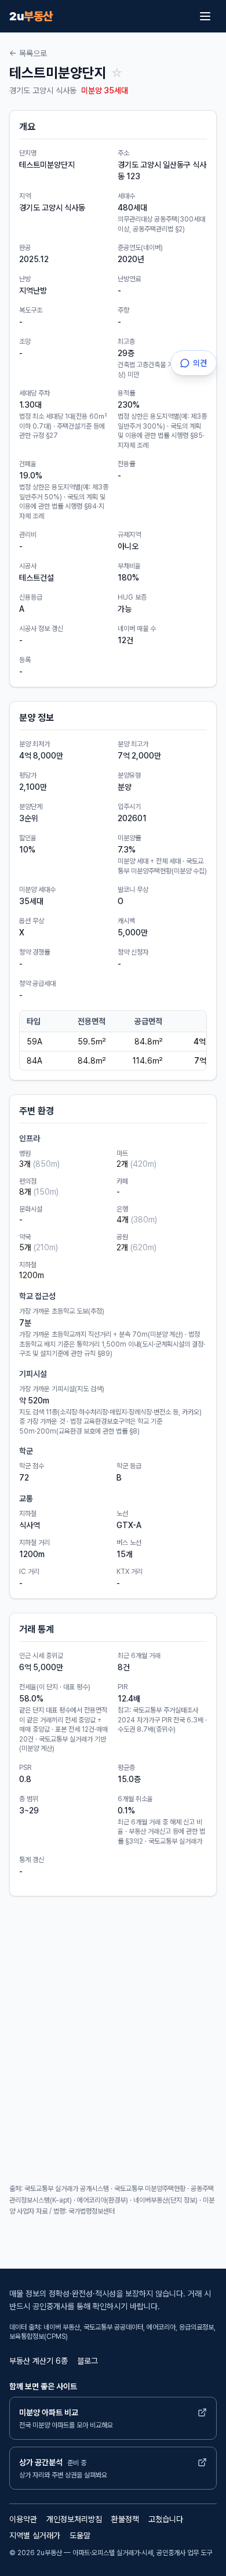 2u부동산
← 목록으로
테스트미분양단지 ☆
경기도 고양시 식사동 미분양 35세대
개요
단지명
테스트미분양단지
주소
경기도 고양시 일산동구 식사
동 123
지역
경기도 고양시 식사동
세대수
480세대
의무관리대상 공동주택(300세대
이상, 공동주택관리법 §2)
완공
2025.12
준공연도(네이버)
2020년
난방
지역난방
난방연료
-
복도구조
-
주향
-
조망
-
최고층
29층
의견
세대당 주차
1.30대
법정 최소 세대당 1대(전용 60㎡
이하 0.7대) · 주택건설기준 등에
관한 규정 §27
용적률
230%
법정 상한은 용도지역별(예: 제3종
일반주거 300%) · 국토의 계획 및
이용에 관한 법률 시행령 §85·
지자체 조례
건폐율
19.0%
법정 상한은 용도지역별(예: 제3종
일반주거 50%) · 국토의 계획 및
이용에 관한 법률 시행령 §84·지
자체 조례
전용률
-
관리비
-
규제지역
아니오
시공사
테스트건설
부채비율
180%
신용등급
A
HUG 보증
가능
시공사 정보 갱신
-
네이버 매물 수
12건
등록
-
분양 정보
분양 최저가
4억 8,000만
분양 최고가
7억 2,000만
평당가
2,100만
분양유형
분양
분양단계
3순위
입주시기
202601
할인율
10%
미분양률
7.3%
미분양 세대 ÷ 전체 세대 · 국토교
통부 미분양주택현황(미분양 수집)
미분양 세대수
35세대
발코니 무상
O
옵션 무상
X
캐시백
5,000만
청약 경쟁률
-
청약 신청자
-
청약 공급세대
-
타입 전용면적 공급면적
59A 59.5m² 84.8m² 4억
84A 84.8m² 114.6m² 7억
주변 환경
인프라
병원
3개 (850m)
마트
2개 (420m)
편의점
8개 (150m)
카페
-
문화시설
-
은행
4개 (380m)
약국
5개 (210m)
공원
2개 (620m)
지하철
1200m
학교 접근성
가장 가까운 초등학교 도보(추정)
7분
가장 가까운 초등학교까지 직선거리 ÷ 분속 70m(미분양 계산) · 법정
초등학교 배치 기준은 통학거리 1,500m 이내(도시·군계획시설의 결정·
구조 및 설치기준에 관한 규칙 §89)
기피시설
가장 가까운 기피시설(지도 검색)
약 520m
지도 검색 11종(소각장·하수처리장·매립지·장례식장·변전소 등, 카카오)
중 가장 가까운 것 · 법정 교육환경보호구역은 학교 기준
50m·200m(교육환경 보호에 관한 법률 §8)
학군
학군 점수
72
학군 등급
B
교통
지하철
식사역
노선
GTX-A
지하철 거리
1200m
버스 노선
15개
IC 거리
-
KTX 거리
-
거래 통계
인근 시세 중위값
6억 5,000만
최근 6개월 거래
8건
전세율(이 단지 · 대표 평수)
58.0%
같은 단지 대표 평수에서 전용면적
이 같은 거래끼리 전세 중앙값 ÷
매매 중앙값 · 표본 전세 12건·매매
20건 · 국토교통부 실거래가 기반
(미분양 계산)
PIR
12.4배
참고: 국토교통부 주거실태조사
2024 자가가구 PIR 전국 6.3배 ·
수도권 8.7배(중위수)
PSR
0.8
평균층
15.0층
층 범위
3~29
6개월 취소율
0.1%
최근 6개월 거래 중 해제 신고 비
율 · 부동산 거래신고 등에 관한 법
률 §3의2 · 국토교통부 실거래가
통계 갱신
-
출처: 국토교통부 실거래가 공개시스템 · 국토교통부 미분양주택현황 · 공동주택
관리정보시스템(K-apt) · 에어코리아(환경부) · 네이버부동산(단지 정보) · 미분
양 사업자 자료 / 법령: 국가법령정보센터
매물 정보의 정확성·완전성·적시성을 보장하지 않습니다. 거래 시
반드시 공인중개사를 통해 확인하시기 바랍니다.
데이터 출처: 네이버 부동산, 국토교통부 공공데이터, 에어코리아, 응급의료정보,
보육통합정보(CPMS)
부동산 계산기 6종 블로그
함께 보면 좋은 사이트
미분양 아파트 비교
전국 미분양 아파트를 모아 비교해요
상가 공간분석 준비 중
상가 자리와 주변 상권을 살펴봐요
이용약관 개인정보처리방침 환불정책 고쳤습니다
지역별 실거래가 도움말
© 2026 2u부동산 — 아파트·오피스텔 실거래가·시세, 공인중개사 업무 도구